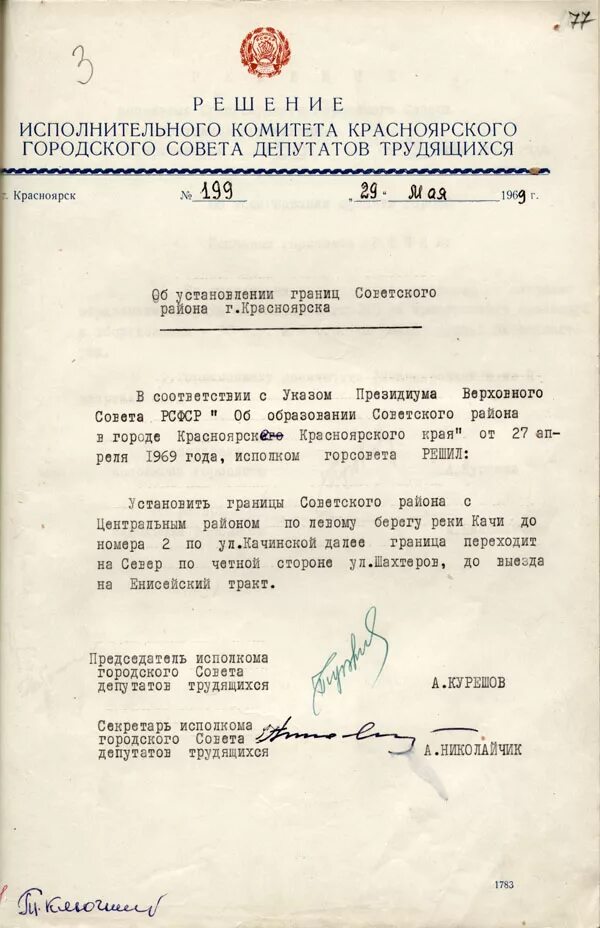 77
3
РЕШЕНИЕ
ИСПОЛНИТЕЛЬНОГО КОМИТЕТА КРАСНОЯРСКОГО
ГОРОДСКОГО СОВЕТА ДЕПУТАТОВ ТРУДЯЩИХСЯ
г. Красноярск № 199 „29“ Мая 1969 г.
Об установлении границ Советского
района г.Красноярска
В соответствии с Указом Президиума Верховного
Совета РСФСР " Об образовании Советского района
в городе Красноярске Красноярского края" от 27 ап-
реля 1969 года, исполком горсовета РЕШИЛ:
Установить границы Советского района с
Центральным районом по левому берегу реки Качи до
номера 2 по ул.Качинской далее граница переходит
на Север по четной стороне ул.Шахтеров, до выезда
на Енисейский тракт.
Председатель исполкома
городского Совета
депутатов трудящихся А.КУРЕШОВ
Секретарь исполкома
городского Совета
депутатов трудящихся А.НИКОЛАЙЧИК
1783